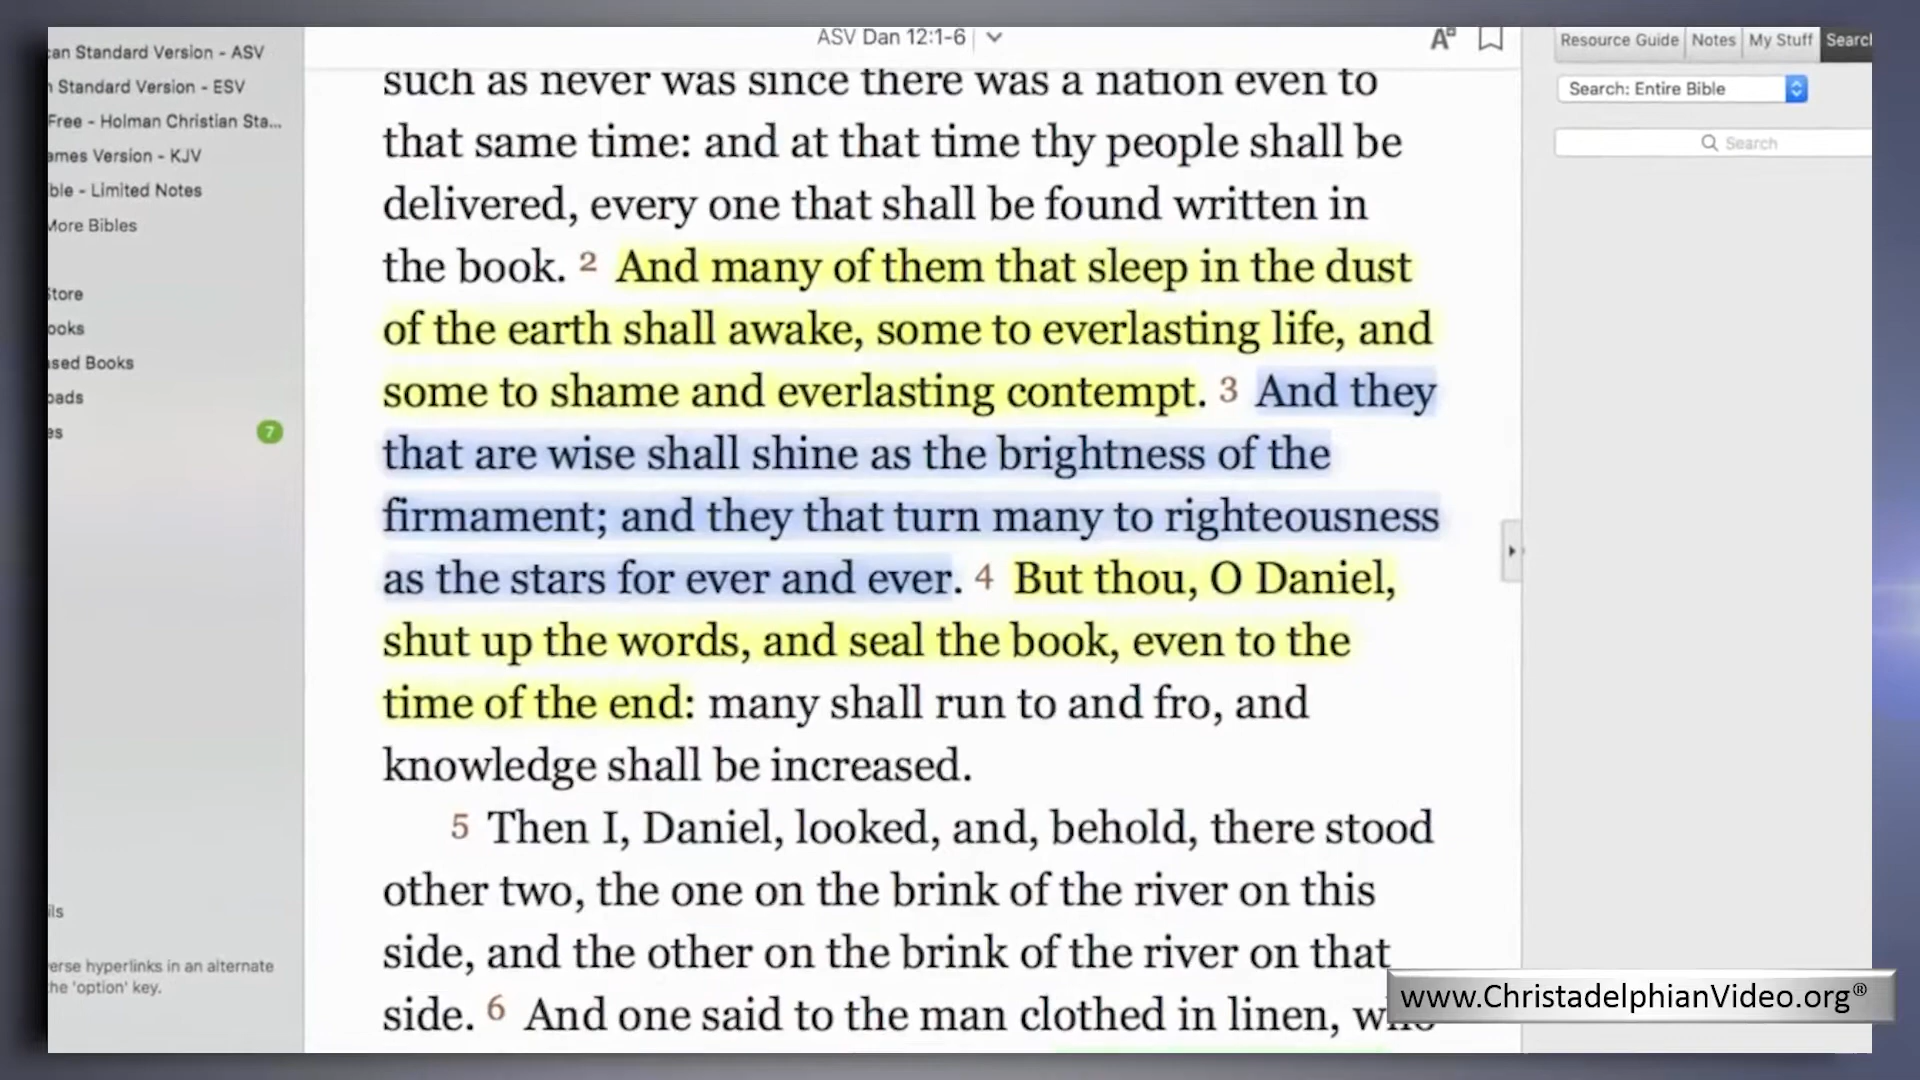 can Standard Version - ASV
Standard Version - ESV
Free - Holman Christian Sta...
ames Version - KJV
ble - Limited Notes
More Bibles
Store
ooks
ased Books
oads
es
7
ils
erse hyperlinks in an alternate
he 'option' key.
ASV Dan 12:1-6
such as never was since there was a nation even to
that same time: and at that time thy people shall be
delivered, every one that shall be found written in
the book. 2 And many of them that sleep in the dust
of the earth shall awake, some to everlasting life, and
some to shame and everlasting contempt. 3 And they
that are wise shall shine as the brightness of the
firmament; and they that turn many to righteousness
as the stars for ever and ever. 4 But thou, O Daniel,
shut up the words, and seal the book, even to the
time of the end: many shall run to and fro, and
knowledge shall be increased.
5 Then I, Daniel, looked, and, behold, there stood
other two, the one on the brink of the river on this
side, and the other on the brink of the river on that
side. 6 And one said to the man clothed in linen, who
Resource Guide Notes My Stuff Search
Search: Entire Bible
Search
www.ChristadelphianVideo.org®